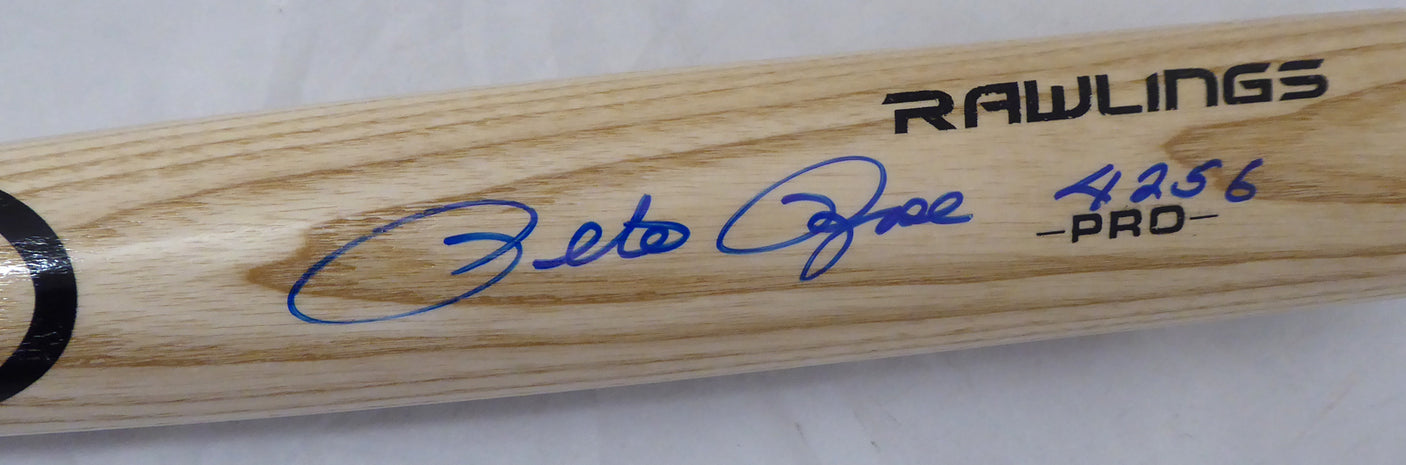 RAWLINGS
Pete Rose 4256
-PRO-